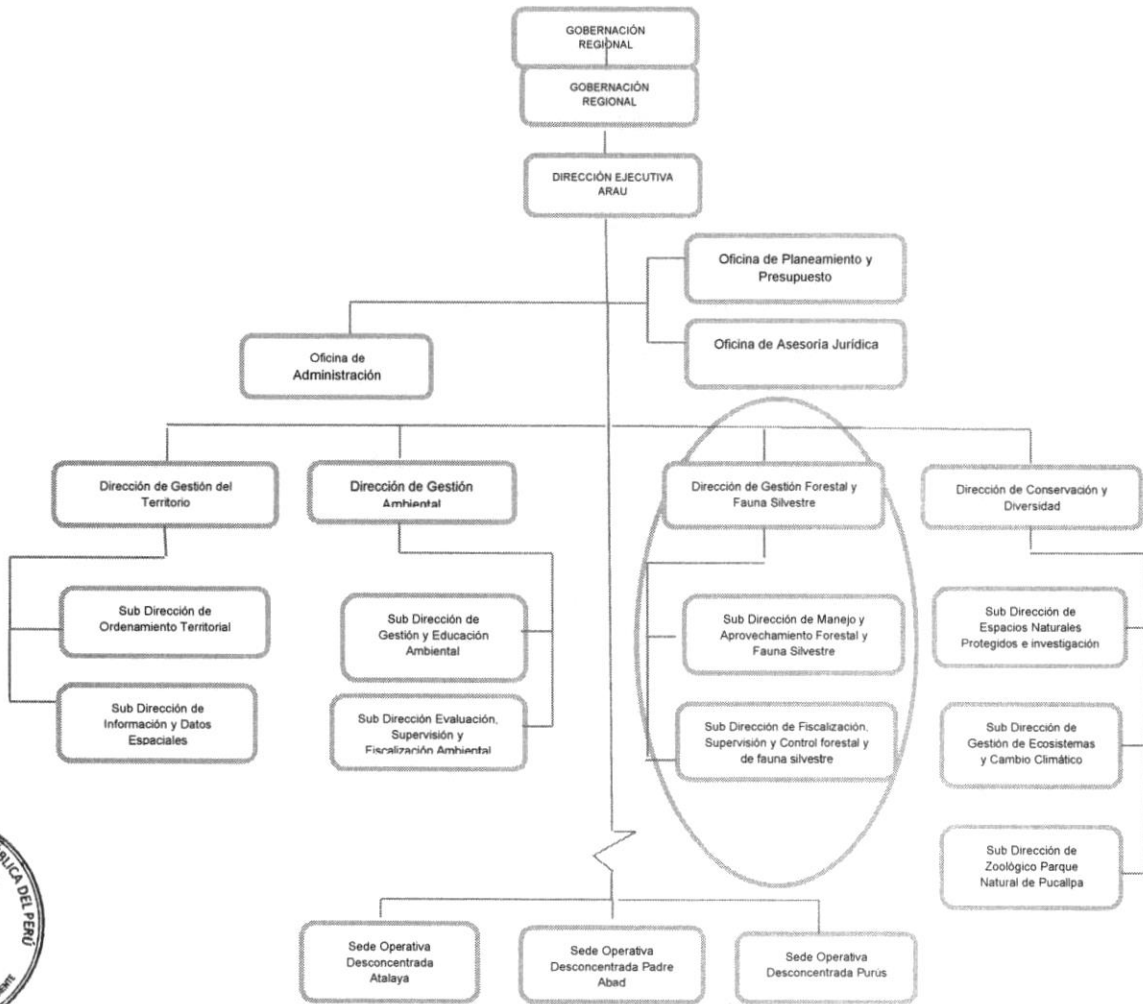 GOBERNACIÓN
REGIONAL
GOBERNACIÓN
REGIONAL
DIRECCIÓN EJECUTIVA
ARAU
Oficina de Planeamiento y
Presupuesto
Oficina de Asesoría Jurídica
Oficina de
Administración
Dirección de Gestión del
Territorio
Dirección de Gestión
Ambiental
Dirección de Gestión Forestal y
Fauna Silvestre
Dirección de Conservación y
Diversidad
Sub Dirección de
Ordenamiento Territorial
Sub Dirección de
Información y Datos
Espaciales
Sub Dirección de
Gestión y Educación
Ambiental
Sub Dirección Evaluación,
Supervisión y
Fiscalización Ambiental
Sub Dirección de Manejo y
Aprovechamiento Forestal y
Fauna Silvestre
Sub Dirección de Fiscalización,
Supervisión y Control forestal y
de fauna silvestre
Sub Dirección de
Espacios Naturales
Protegidos e investigación
Sub Dirección de
Gestión de Ecosistemas
y Cambio Climático
Sub Dirección de
Zoológico Parque
Natural de Pucallpa
Sede Operativa
Desconcentrada
Atalaya
Sede Operativa
Desconcentrada Padre
Abad
Sede Operativa
Desconcentrada Purús
DEL PERÚ